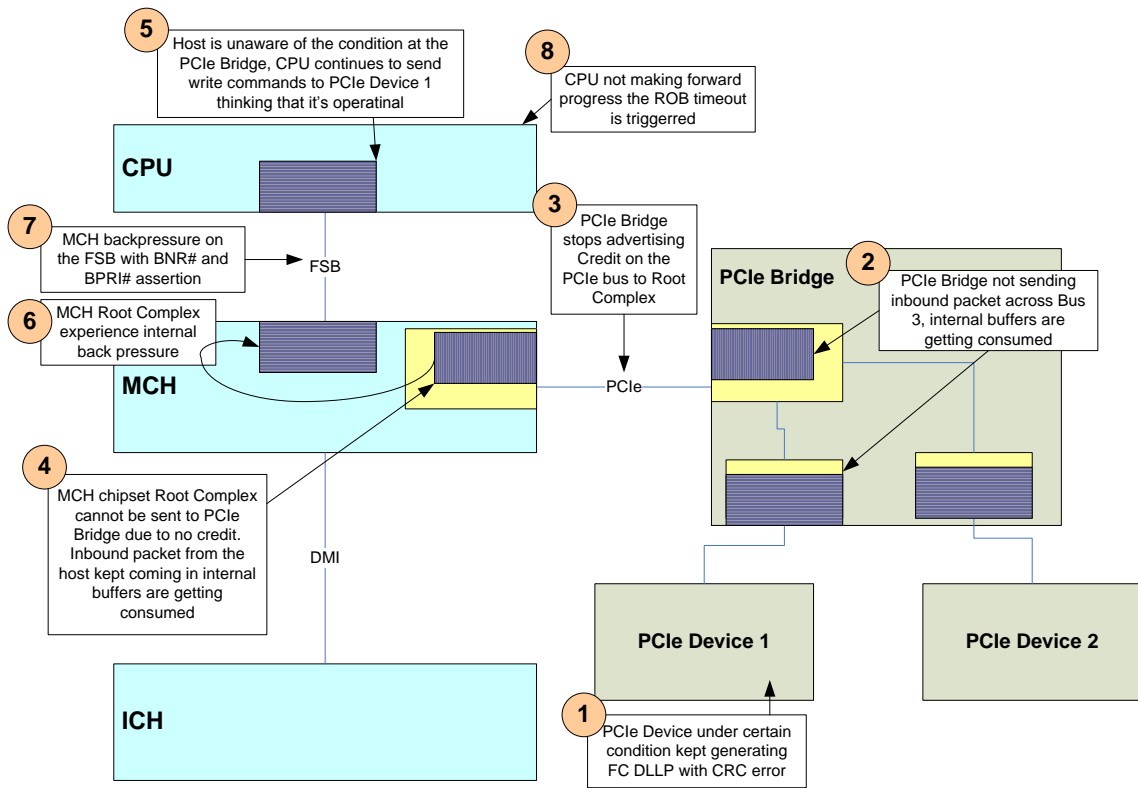 5
Host is unaware of the condition at the
PCIe Bridge, CPU continues to send
write commands to PCIe Device 1
thinking that it's operatinal
8
CPU not making forward
progress the ROB timeout
is triggerred
CPU
7
MCH backpressure on
the FSB with BNR# and
BPRI# assertion
FSB
3
PCIe Bridge
stops advertising
Credit on the
PCIe bus to Root
Complex
PCIe Bridge
2
PCIe Bridge not sending
inbound packet across Bus
3, internal buffers are
getting consumed
6
MCH Root Complex
experience internal
back pressure
MCH
PCIe
4
MCH chipset Root Complex
cannot be sent to PCIe
Bridge due to no credit.
Inbound packet from the
host kept coming in internal
buffers are getting
consumed
DMI
PCIe Device 1
PCIe Device 2
ICH
1
PCIe Device under certain
condition kept generating
FC DLLP with CRC error